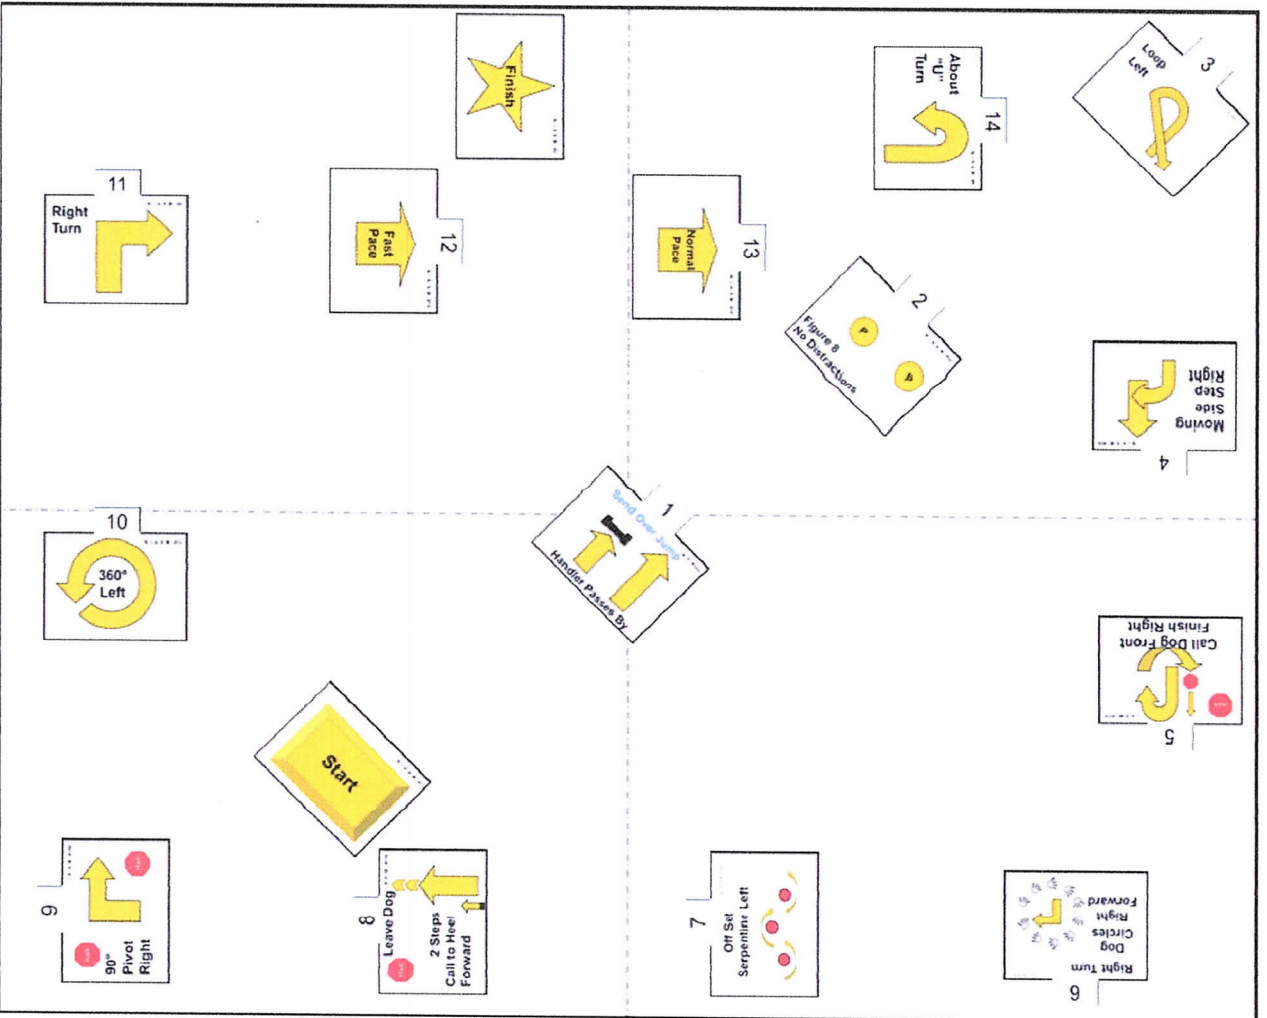 Finish
About
"U"
Turn
14
Loop
Left
3
11
Right
Turn
Fast
Pace
12
Normal
Pace
13
Figure 8
No Distractions
2
Moving
Side
Step
Right
4
Send Over Jump
Handler Passes By
1
10
360°
Left
Call Dog Front
Finish Right
5
Start
9
90°
Pivot
Right
8
Leave Dog
2 Steps
Call to Heel
Forward
7
Off Set
Serpentine Left
Right Turn
Dog
Circles
Right
Forward
6